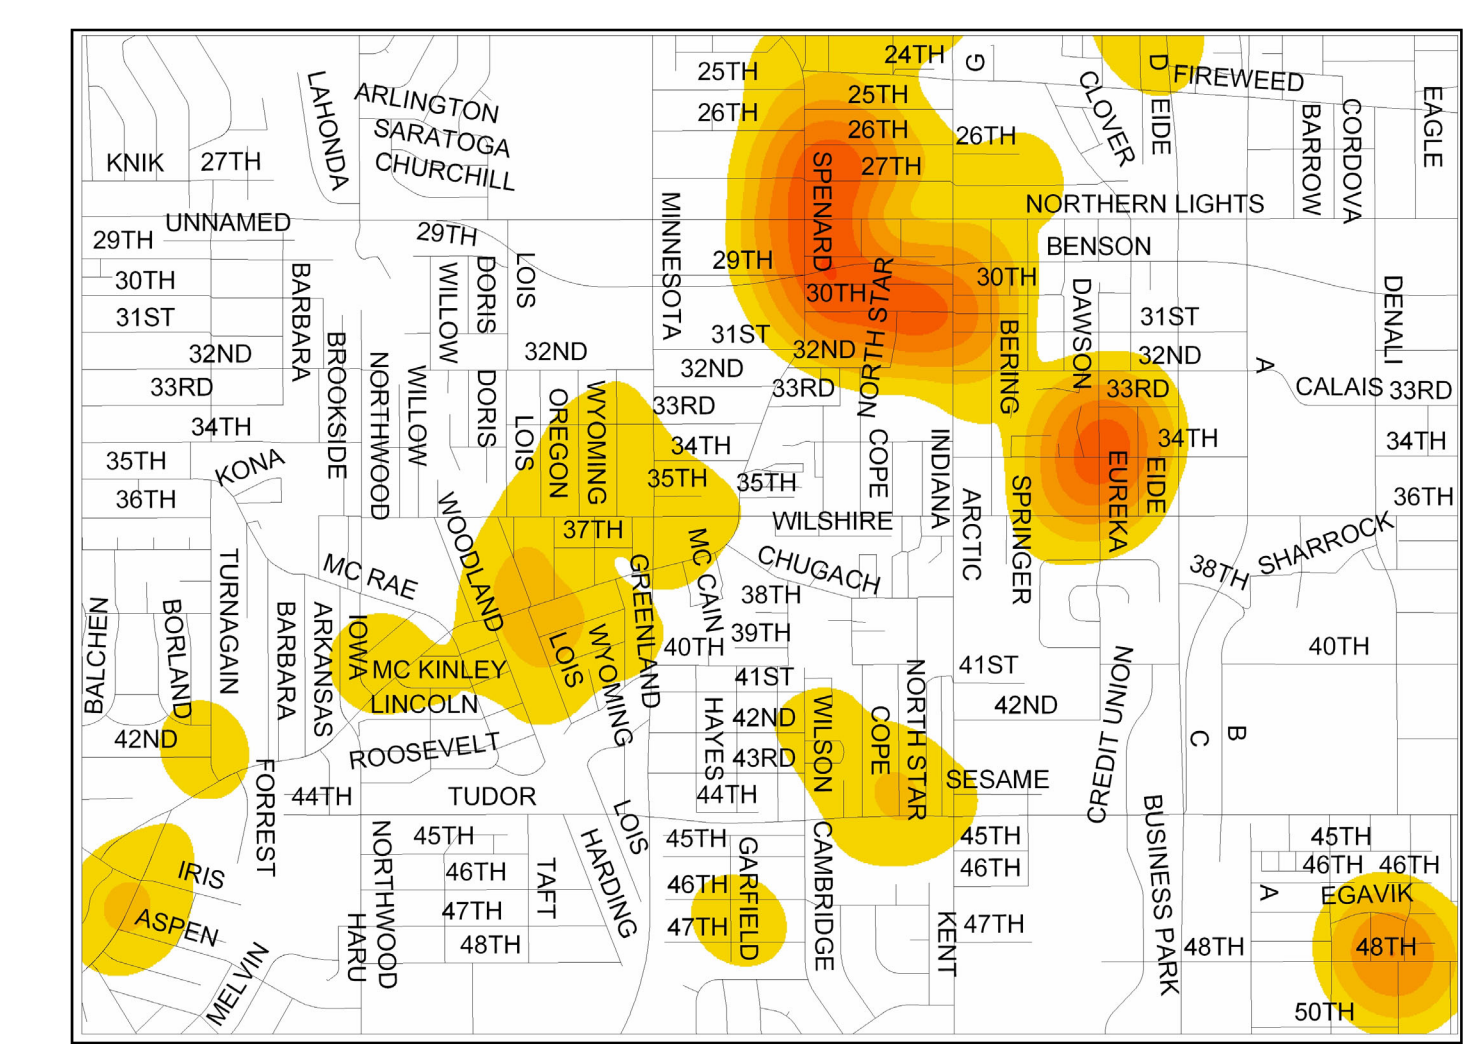 24TH
G
D
FIREWEED
25TH
LAHONDA
ARLINGTON
25TH
CLOVER
EIDE
BARROW
CORDOVA
EAGLE
26TH
SARATOGA
26TH
26TH
KNIK
27TH
CHURCHILL
SPENARD
27TH
MINNESOTA
NORTHERN LIGHTS
UNNAMED
29TH
29TH
BENSON
LOIS
29TH
30TH
BARBARA
WILLOW
DORIS
30TH
NORTH STAR
30TH
DAWSON
DENALI
31ST
31ST
BERING
31ST
BROOKSIDE
32ND
NORTHWOOD
WILLOW
32ND
32ND
32ND
32ND
A
33RD
DORIS
LOIS
OREGON
WYOMING
33RD
33RD
33RD
CALAIS
33RD
34TH
34TH
COPE
INDIANA
34TH
34TH
35TH
KONA
35TH
35TH
EUREKA
EIDE
36TH
WOODLAND
36TH
37TH
WILSHIRE
ARCTIC
SPRINGER
SHARROCK
MC CAIN
CHUGACH
38TH
TURNAGAIN
MC RAE
GREENLAND
38TH
BALCHEN
BORLAND
BARBARA
ARKANSAS
IOWA
LOIS
WYOMING
39TH
40TH
40TH
MC KINLEY
41ST
NORTH STAR
41ST
CREDIT UNION
LINCOLN
HAYES
42ND
WILSON
COPE
42ND
42ND
ROOSEVELT
43RD
C
B
FORREST
44TH
TUDOR
44TH
SESAME
LOIS
HARDING
BUSINESS PARK
NORTHWOOD
45TH
45TH
GARFIELD
CAMBRIDGE
45TH
45TH
IRIS
46TH
TAFT
46TH
46TH
46TH
46TH
A
EGAVIK
ASPEN
HARU
47TH
47TH
KENT
47TH
MELVIN
48TH
48TH
48TH
50TH